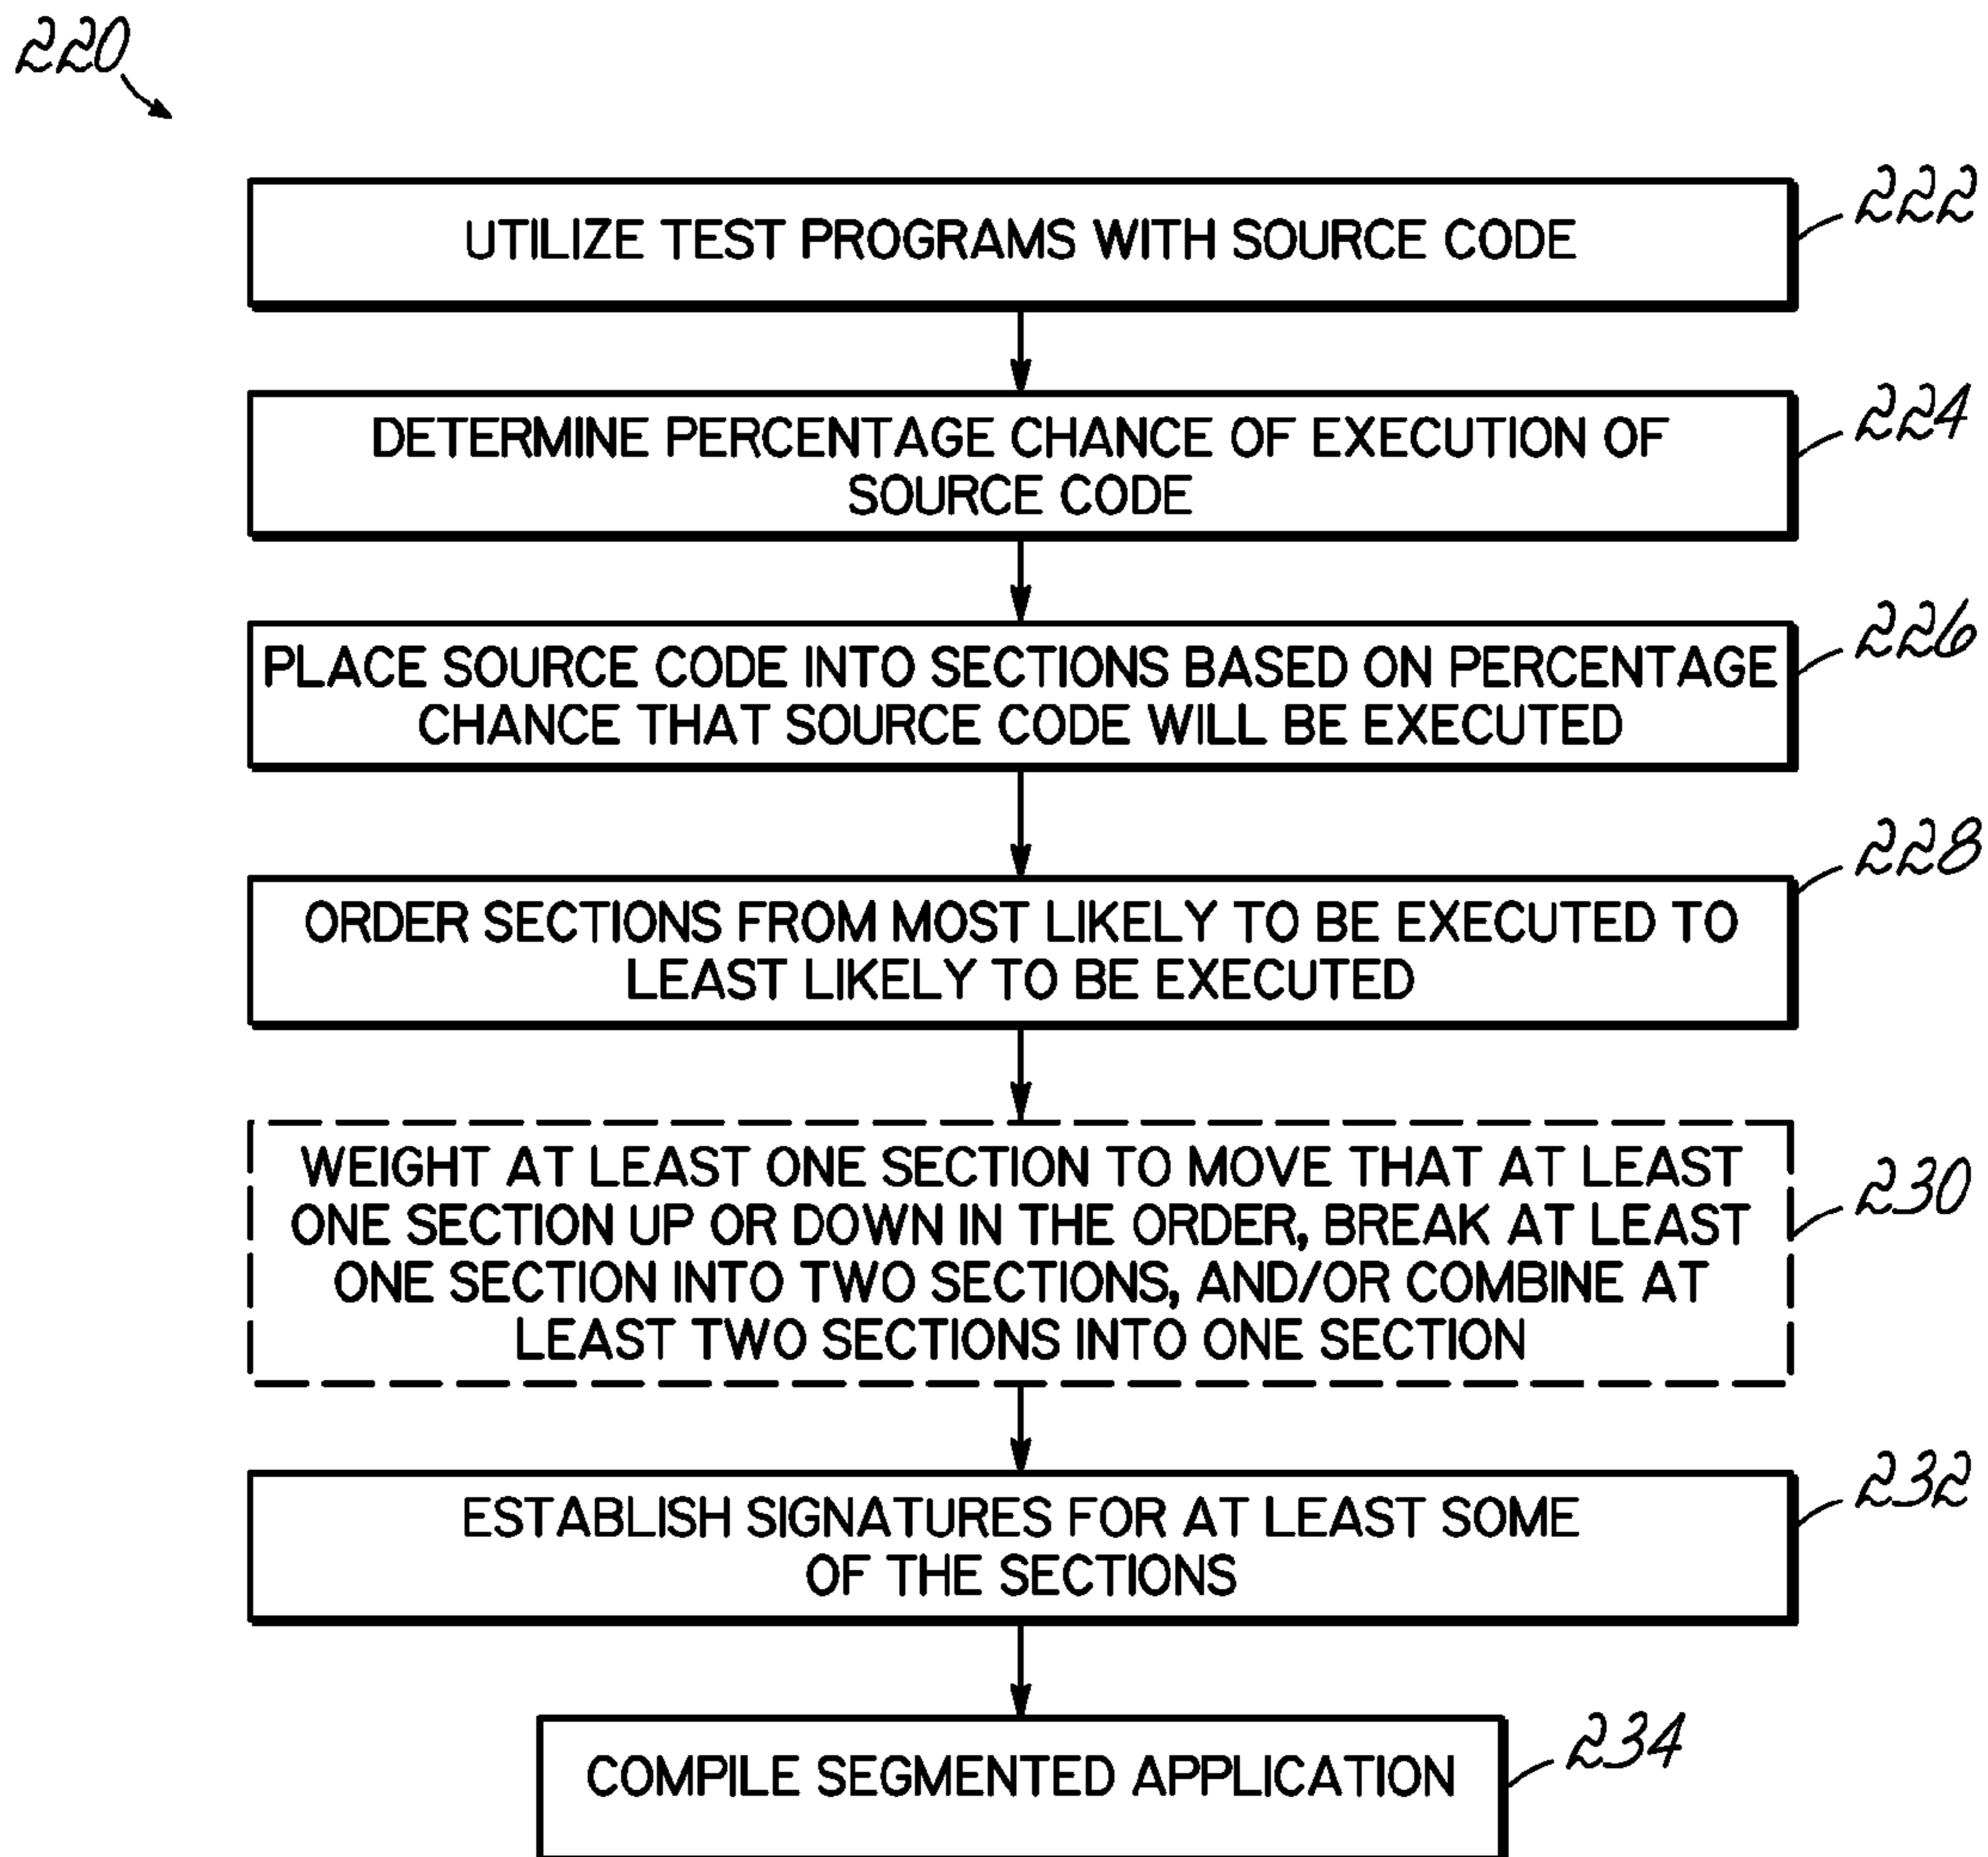 220
UTILIZE TEST PROGRAMS WITH SOURCE CODE
222
DETERMINE PERCENTAGE CHANCE OF EXECUTION OF
SOURCE CODE
224
PLACE SOURCE CODE INTO SECTIONS BASED ON PERCENTAGE
CHANCE THAT SOURCE CODE WILL BE EXECUTED
226
ORDER SECTIONS FROM MOST LIKELY TO BE EXECUTED TO
LEAST LIKELY TO BE EXECUTED
228
WEIGHT AT LEAST ONE SECTION TO MOVE THAT AT LEAST
ONE SECTION UP OR DOWN IN THE ORDER, BREAK AT LEAST
ONE SECTION INTO TWO SECTIONS, AND/OR COMBINE AT
LEAST TWO SECTIONS INTO ONE SECTION
230
ESTABLISH SIGNATURES FOR AT LEAST SOME
OF THE SECTIONS
232
COMPILE SEGMENTED APPLICATION
234